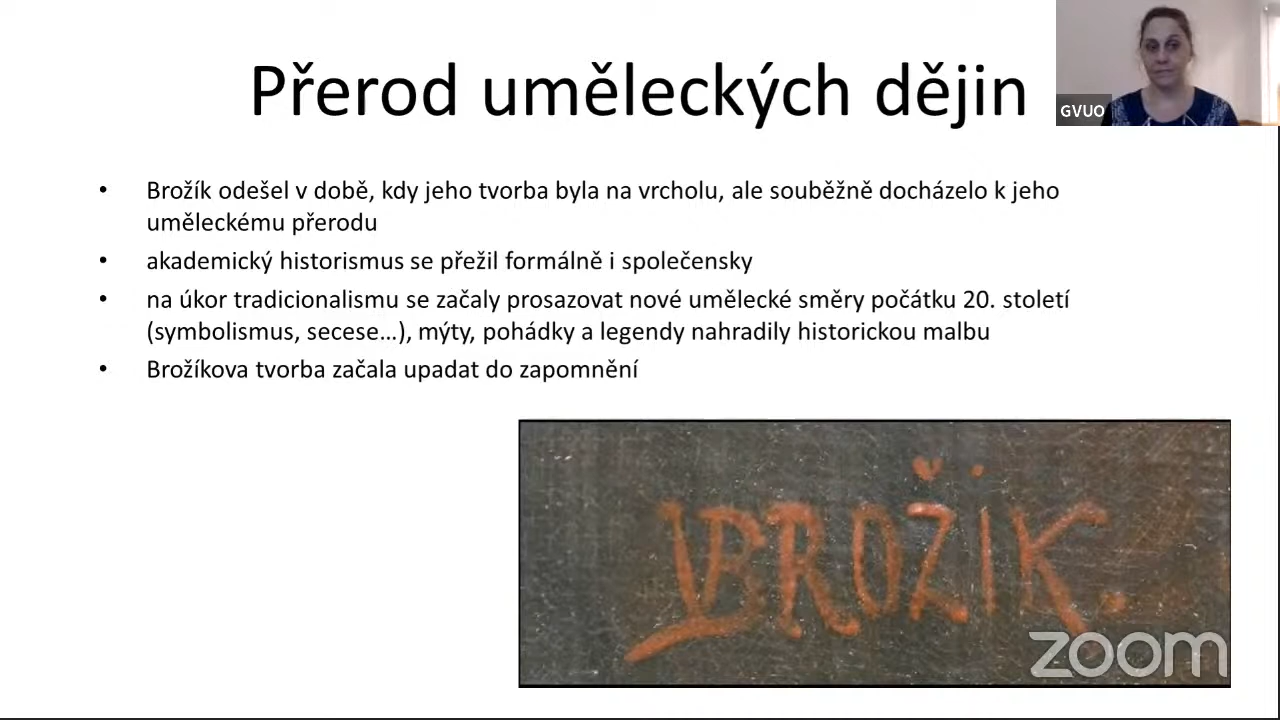 Přerod uměleckých dějin
GVUO
• Brožík odešel v době, kdy jeho tvorba byla na vrcholu, ale souběžně docházelo k jeho
uměleckému přerodu
• akademický historismus se přežil formálně i společensky
• na úkor tradicionalismu se začaly prosazovat nové umělecké směry počátku 20. století
(symbolismus, secese…), mýty, pohádky a legendy nahradily historickou malbu
• Brožíkova tvorba začala upadat do zapomnění
VBROŽIK.
zoom